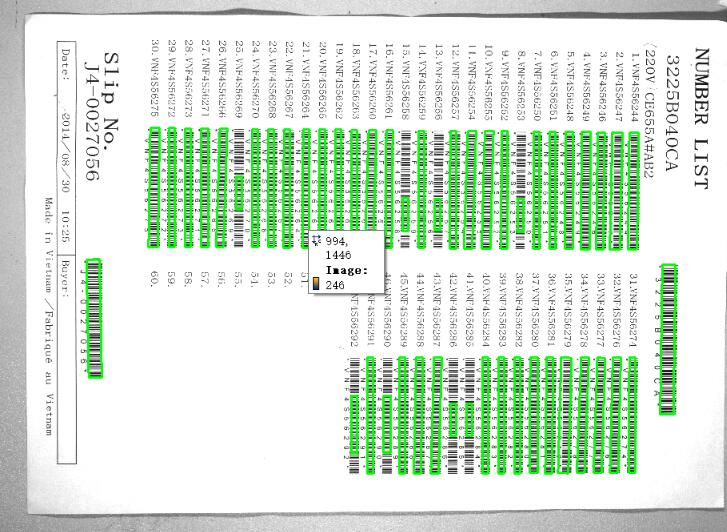 NUMBER LIST
3225B040CA
(220V) CE655A#AB2
3225B040CA
1.VNF4S56244
2.VNF4S56247
3.VNF4S56246
4.VNF4S56249
5.VNF4S56248
6.VNF4S56251
7.VNF4S56250
8.VNF4S56253
9.VNF4S56252
10.VNF4S56255
11.VNF4S56254
12.VNF4S56257
13.VNF4S56256
14.VNF4S56259
15.VNF4S56258
16.VNF4S56261
17.VNF4S56260
18.VNF4S56263
19.VNF4S56262
20.VNF4S56265
21.VNF4S56264
22.VNF4S56267
23.VNF4S56268
24.VNF4S56270
25.VNF4S56269
26.VNF4S56266
27.VNF4S56271
28.VNF4S56273
29.VNF4S56272
30.VNF4S56275
31.VNF4S56274
32.VNF4S56276
33.VNF4S56277
34.VNF4S56278
35.VNF4S56279
36.VNF4S56281
37.VNF4S56280
38.VNF4S56282
39.VNF4S56283
40.VNF4S56284
41.VNF4S56285
42.VNF4S56286
43.VNF4S56287
44.VNF4S56288
45.VNF4S56289
46.VNF4S56290
VNF4S56291
VNF4S56292
52.
53.
54.
55.
56.
57.
58.
59.
60.
Slip No.
J4-0027056
J4-0027056
Date: 2014/08/30 10:25 Buyer:
Made in Vietnam /Fabriqué au Vietnam
994,
1446
Image:
246